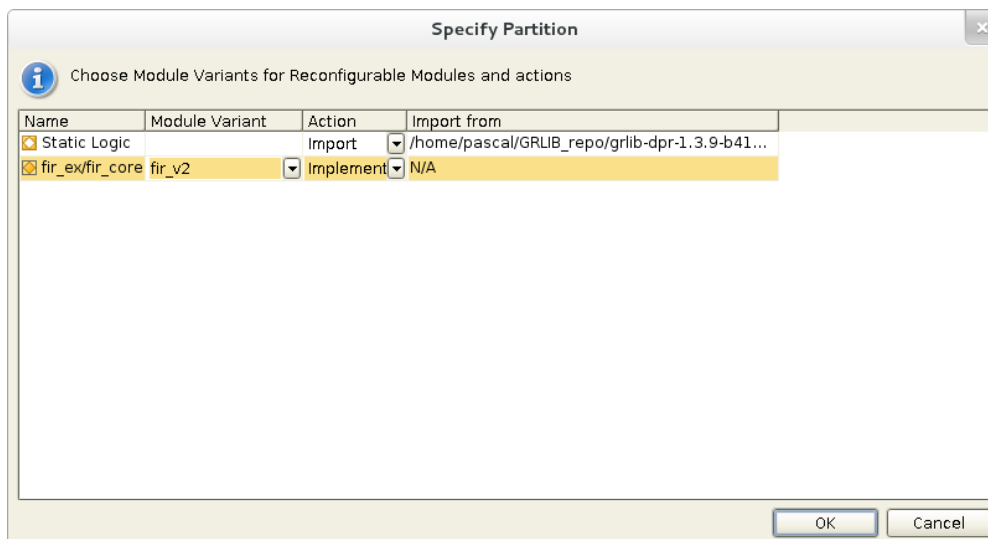 Specify Partition
Choose Module Variants for Reconfigurable Modules and actions
Name Module Variant Action Import from
Static Logic Import /home/pascal/GRLIB_repo/grlib-dpr-1.3.9-b41...
fir_ex/fir_core fir_v2 Implement N/A
OK Cancel